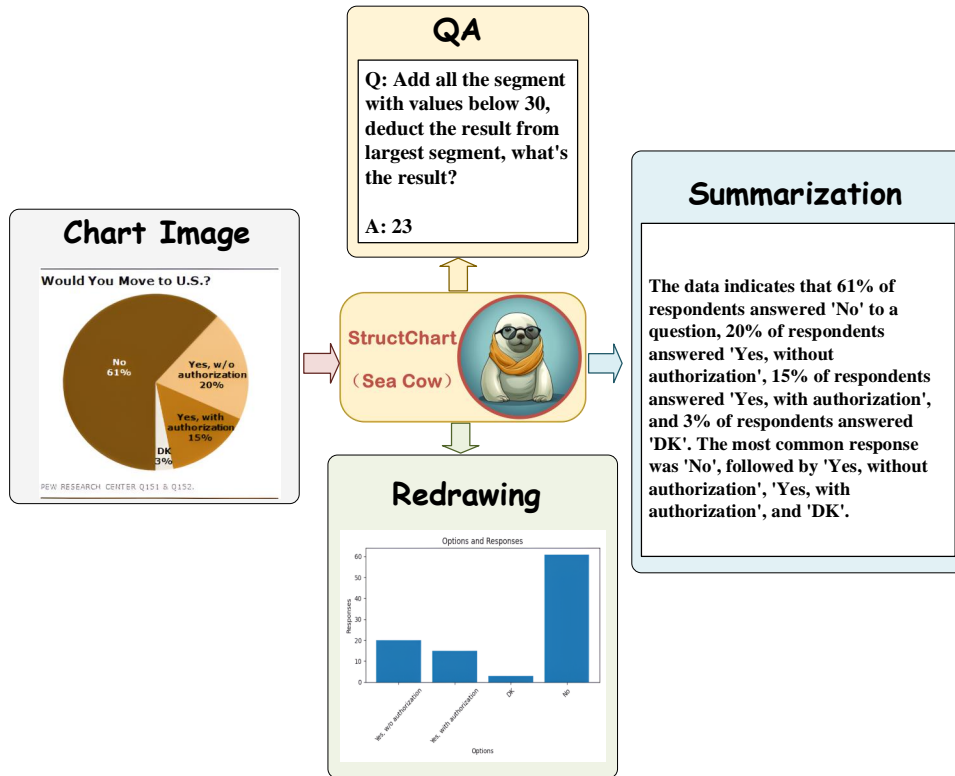 QA
Q: Add all the segment
with values below 30,
deduct the result from
largest segment, what's
the result?
A: 23
Chart Image
Would You Move to U.S.?
No
61%
Yes, w/o
authorization
20%
Yes, with
authorization
15%
DK
3%
PEW RESEARCH CENTER Q151 & Q152.
StructChart
(Sea Cow)
Summarization
The data indicates that 61% of
respondents answered 'No' to a
question, 20% of respondents
answered 'Yes, without
authorization', 15% of respondents
answered 'Yes, with authorization',
and 3% of respondents answered
'DK'. The most common response
was 'No', followed by 'Yes, without
authorization', 'Yes, with
authorization', and 'DK'.
Redrawing
Options and Responses
60
50
40
30
20
10
0
Responses
Yes, w/o authorization
Yes, with authorization
DK
No
Options